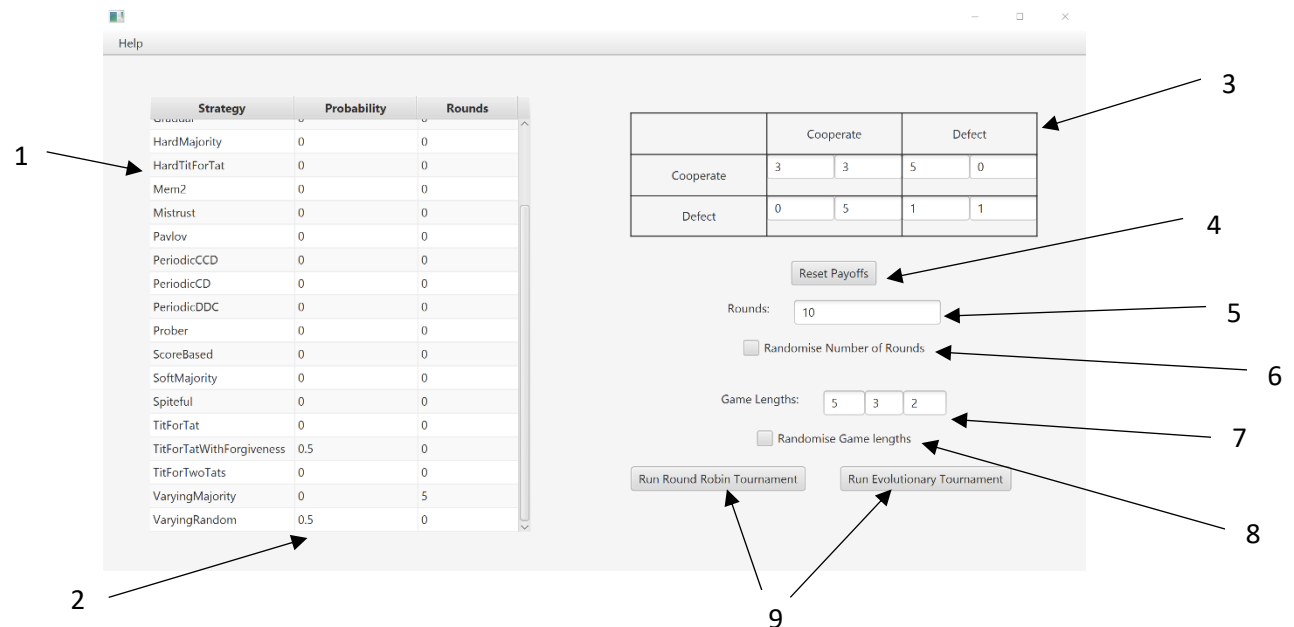 Help
3
Strategy Probability Rounds
Gradual 0 0
HardMajority 0 0
HardTitForTat 0 0
Mem2 0 0
Mistrust 0 0
Pavlov 0 0
PeriodicCCD 0 0
PeriodicCD 0 0
PeriodicDDC 0 0
Prober 0 0
ScoreBased 0 0
SoftMajority 0 0
Spiteful 0 0
TitForTat 0 0
TitForTatWithForgiveness 0.5 0
TitForTwoTats 0 0
VaryingMajority 0 5
VaryingRandom 0.5 0
1
2
Cooperate Defect
Cooperate 3 3 5 0
Defect 0 5 1 1
4
Reset Payoffs
Rounds: 10
5
Randomise Number of Rounds
6
Game Lengths: 5 3 2
7
Randomise Game lengths
Run Round Robin Tournament Run Evolutionary Tournament
8
9